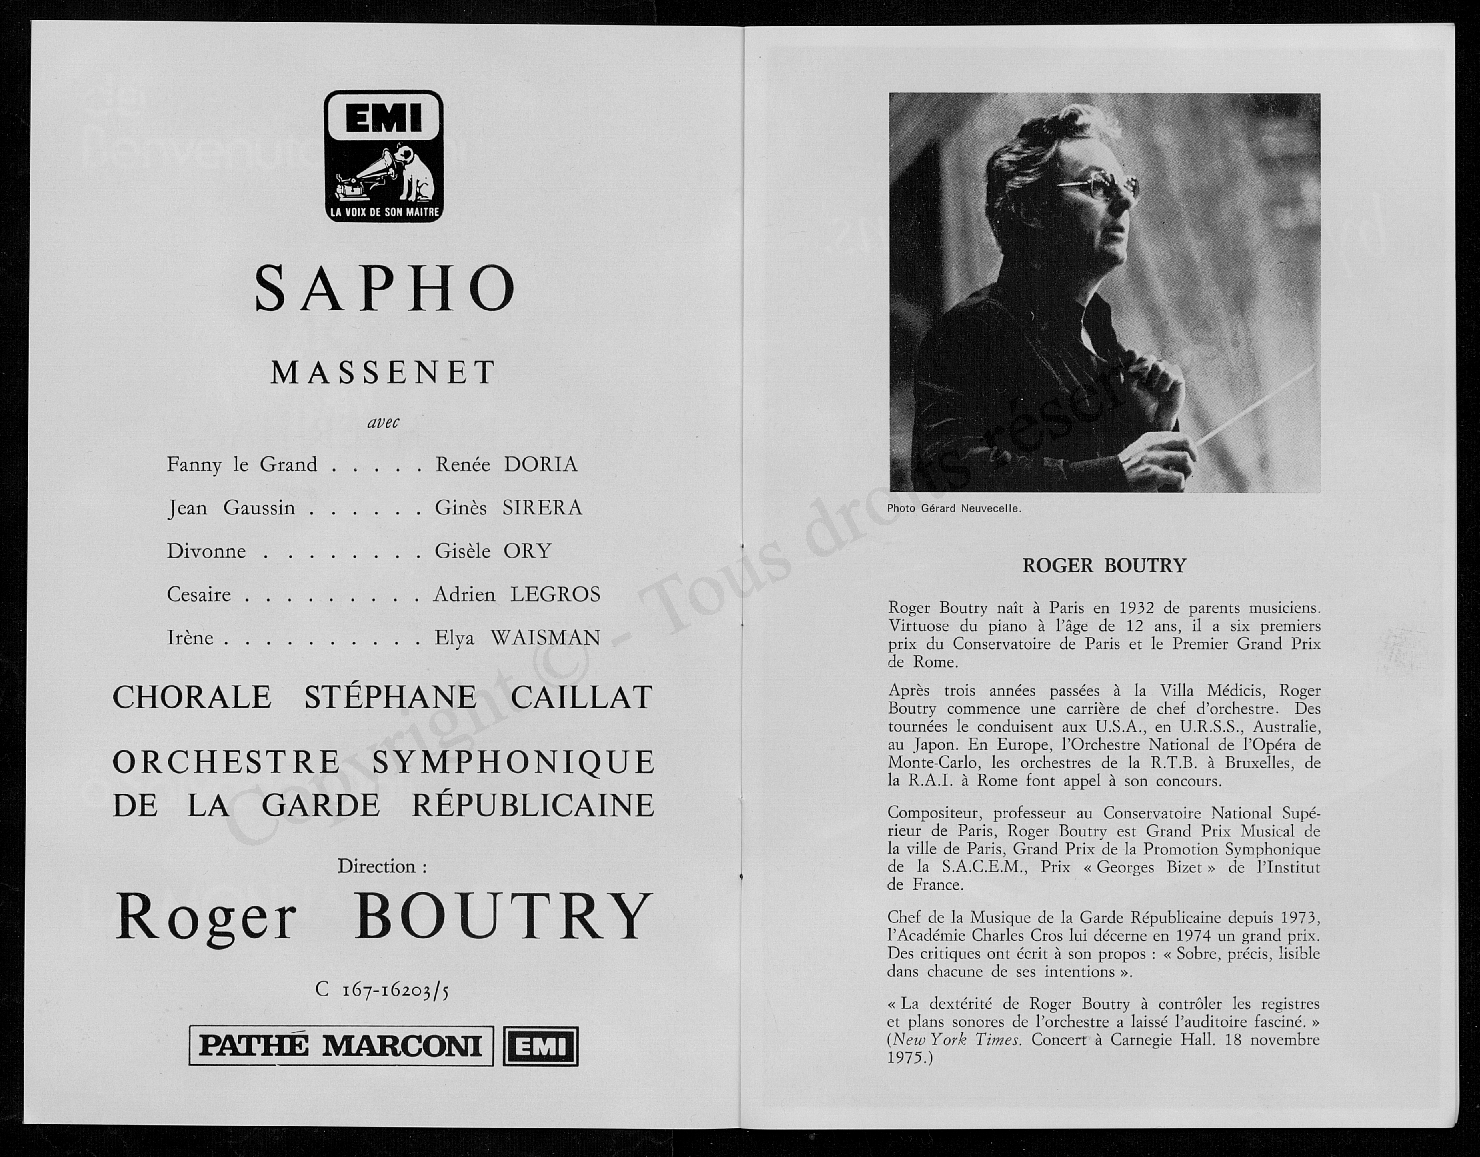 EMI
LA VOIX DE SON MAITRE
SAPHO
MASSENET
avec
Fanny le Grand . . . . . Renée DORIA
Jean Gaussin . . . . . . Ginès SIRERA
Divonne . . . . . . . . Gisèle ORY
Cesaire . . . . . . . . . Adrien LEGROS
Irène . . . . . . . . . . Elya WAISMAN
CHORALE STÉPHANE CAILLAT
ORCHESTRE SYMPHONIQUE
DE LA GARDE RÉPUBLICAINE
Direction :
Roger BOUTRY
C 167-16203/5
PATHÉ MARCONI EMI
Copyright © - Tous droits réser
Photo Gérard Neuvecelle.
ROGER BOUTRY
Roger Boutry naît à Paris en 1932 de parents musiciens.
Virtuose du piano à l'âge de 12 ans, il a six premiers
prix du Conservatoire de Paris et le Premier Grand Prix
de Rome.
Après trois années passées à la Villa Médicis, Roger
Boutry commence une carrière de chef d'orchestre. Des
tournées le conduisent aux U.S.A., en U.R.S.S., Australie,
au Japon. En Europe, l'Orchestre National de l'Opéra de
Monte-Carlo, les orchestres de la R.T.B. à Bruxelles, de
la R.A.I. à Rome font appel à son concours.
Compositeur, professeur au Conservatoire National Supé-
rieur de Paris, Roger Boutry est Grand Prix Musical de
la ville de Paris, Grand Prix de la Promotion Symphonique
de la S.A.C.E.M., Prix « Georges Bizet » de l'Institut
de France.
Chef de la Musique de la Garde Républicaine depuis 1973,
l'Académie Charles Cros lui décerne en 1974 un grand prix.
Des critiques ont écrit à son propos : « Sobre, précis, lisible
dans chacune de ses intentions ».
« La dextérité de Roger Boutry à contrôler les registres
et plans sonores de l'orchestre a laissé l'auditoire fasciné. »
(New York Times. Concert à Carnegie Hall. 18 novembre
1975.)